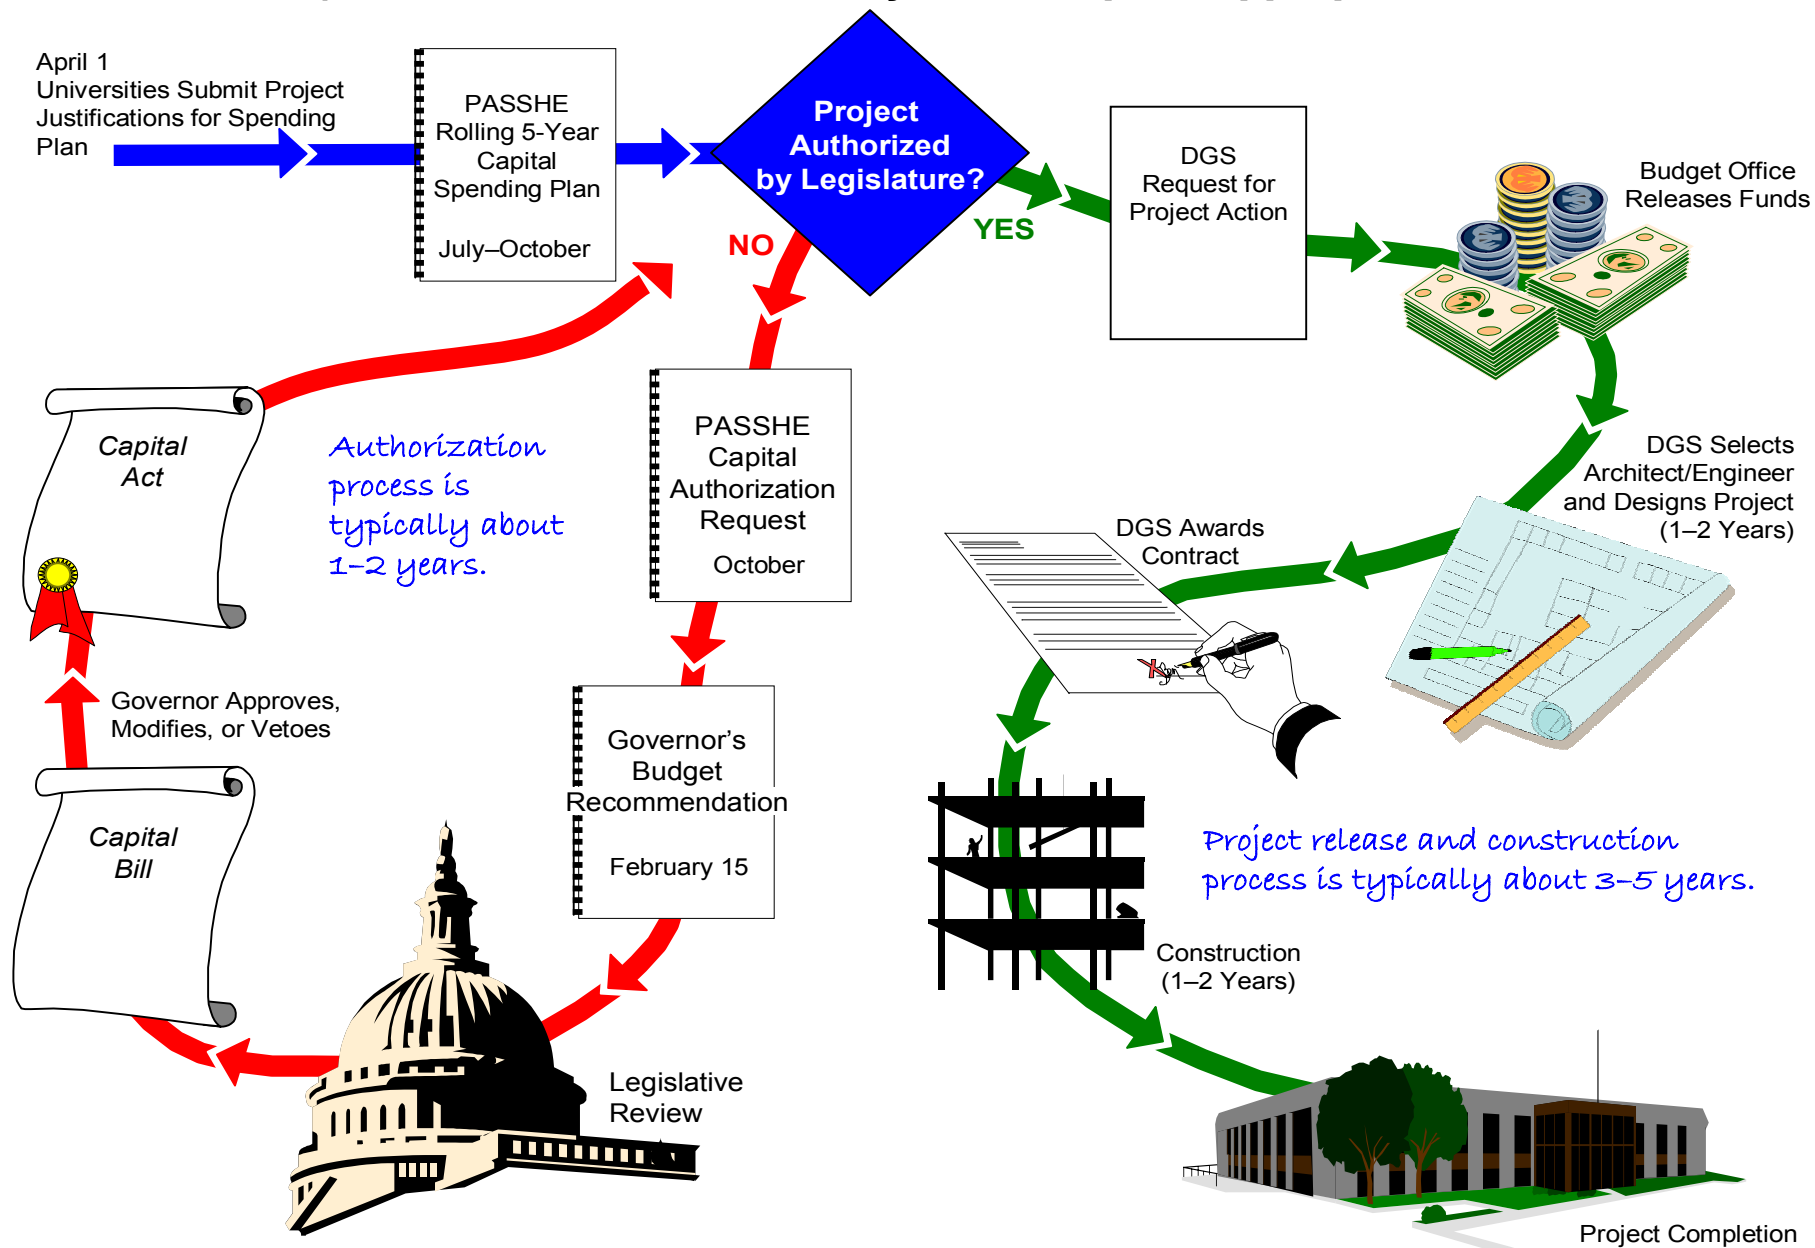 April 1
Universities Submit Project
Justifications for Spending
Plan
PASSHE
Rolling 5-Year
Capital
Spending Plan
July–October
Project
Authorized
by Legislature?
NO
YES
DGS
Request for
Project Action
Budget Office
Releases Funds
DGS Selects
Architect/Engineer
and Designs Project
(1–2 Years)
DGS Awards
Contract
Construction
(1–2 Years)
Project release and construction
process is typically about 3–5 years.
Project Completion
PASSHE
Capital
Authorization
Request
October
Governor's
Budget
Recommendation
February 15
Legislative
Review
Capital
Bill
Governor Approves,
Modifies, or Vetoes
Capital
Act
Authorization
process is
typically about
1–2 years.